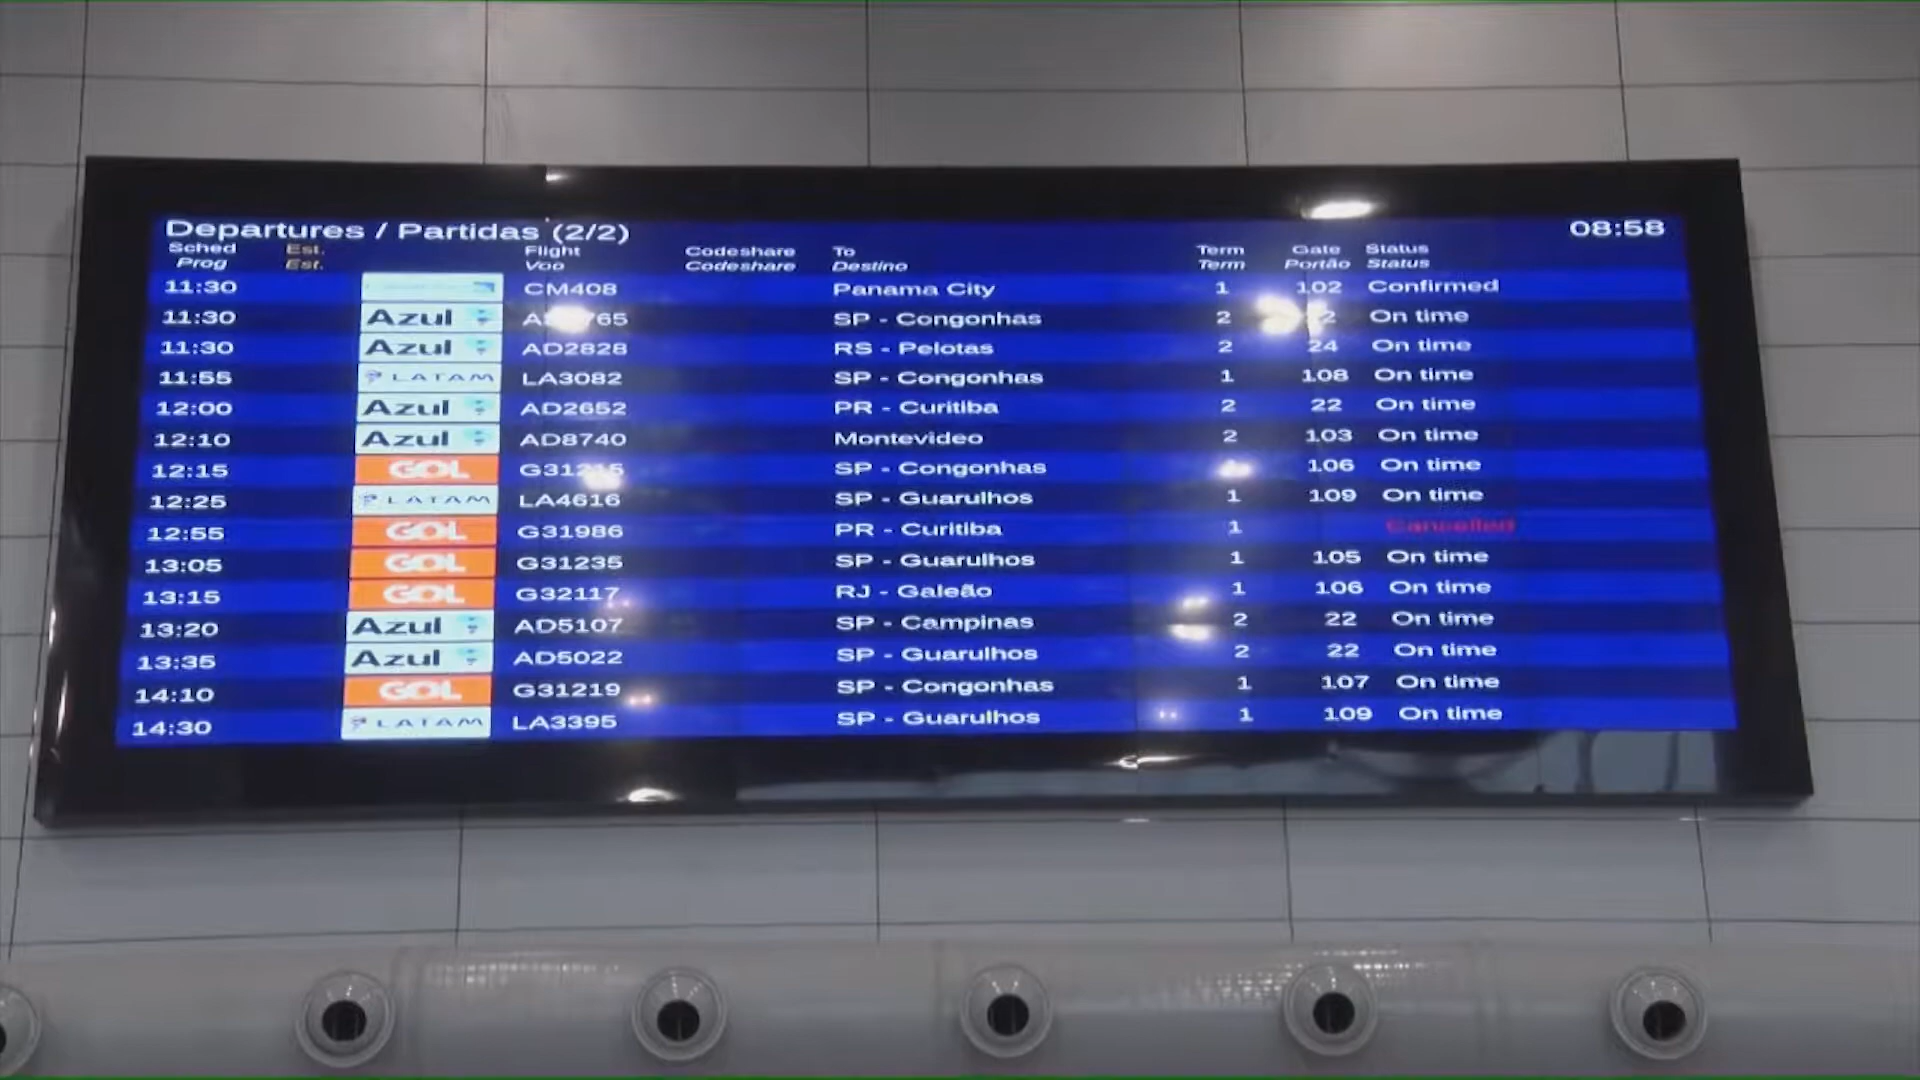 Departures / Partidas (2/2) 08:58
Sched Est. Flight Codeshare To Term Gate Status
Prog Est. Voo Codeshare Destino Term Portão Status
11:30 CM408 Panama City 1 102 Confirmed
11:30 Azul SP - Congonhas 2 On time
11:30 Azul AD2828 RS - Pelotas 2 24 On time
11:55 LATAM LA3082 SP - Congonhas 1 108 On time
12:00 Azul AD2652 PR - Curitiba 2 22 On time
12:10 Azul AD8740 Montevideo 2 103 On time
12:15 GOL SP - Congonhas 106 On time
12:25 LATAM LA4616 SP - Guarulhos 1 109 On time
12:55 GOL G31986 PR - Curitiba 1 Cancelled
13:05 GOL G31235 SP - Guarulhos 1 105 On time
13:15 GOL G32117 RJ - Galeão 1 106 On time
13:20 Azul AD5107 SP - Campinas 2 22 On time
13:35 Azul AD5022 SP - Guarulhos 2 22 On time
14:10 GOL G31219 SP - Congonhas 1 107 On time
14:30 LATAM LA3395 SP - Guarulhos 1 109 On time